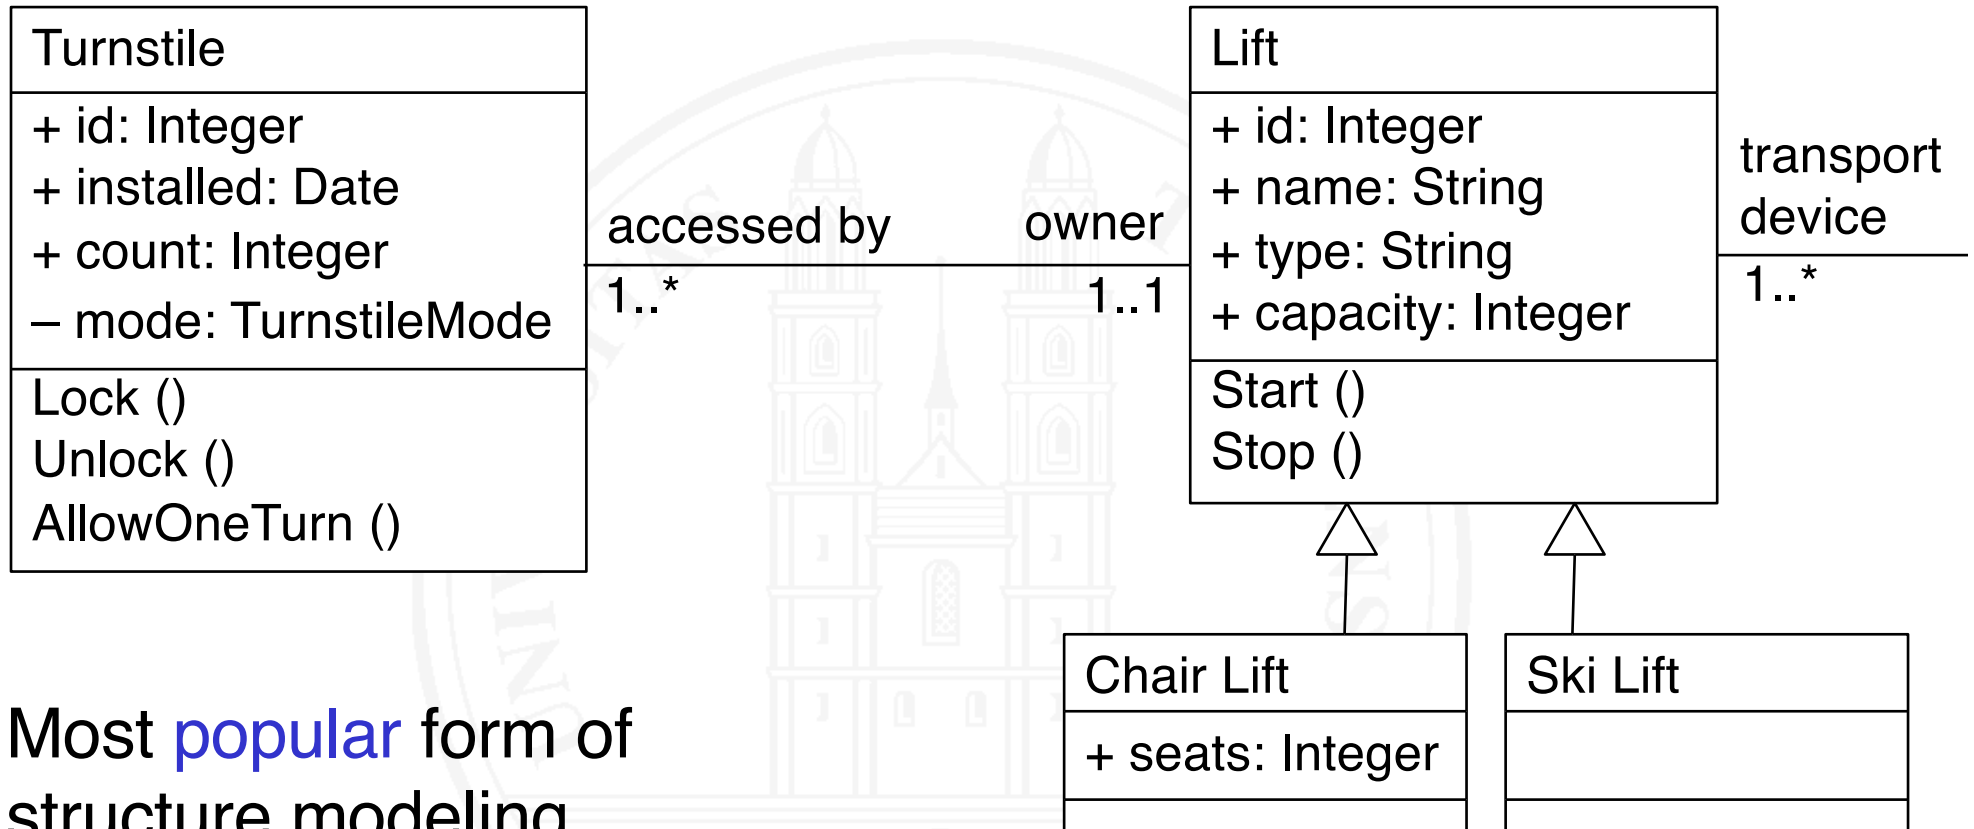 Turnstile
+ id: Integer
+ installed: Date
+ count: Integer
– mode: TurnstileMode
Lock ()
Unlock ()
AllowOneTurn ()
accessed by
1..*
owner
1..1
Lift
+ id: Integer
+ name: String
+ type: String
+ capacity: Integer
Start ()
Stop ()
transport
device
1..*
Chair Lift
+ seats: Integer
Ski Lift
Most popular form of
structure modeling